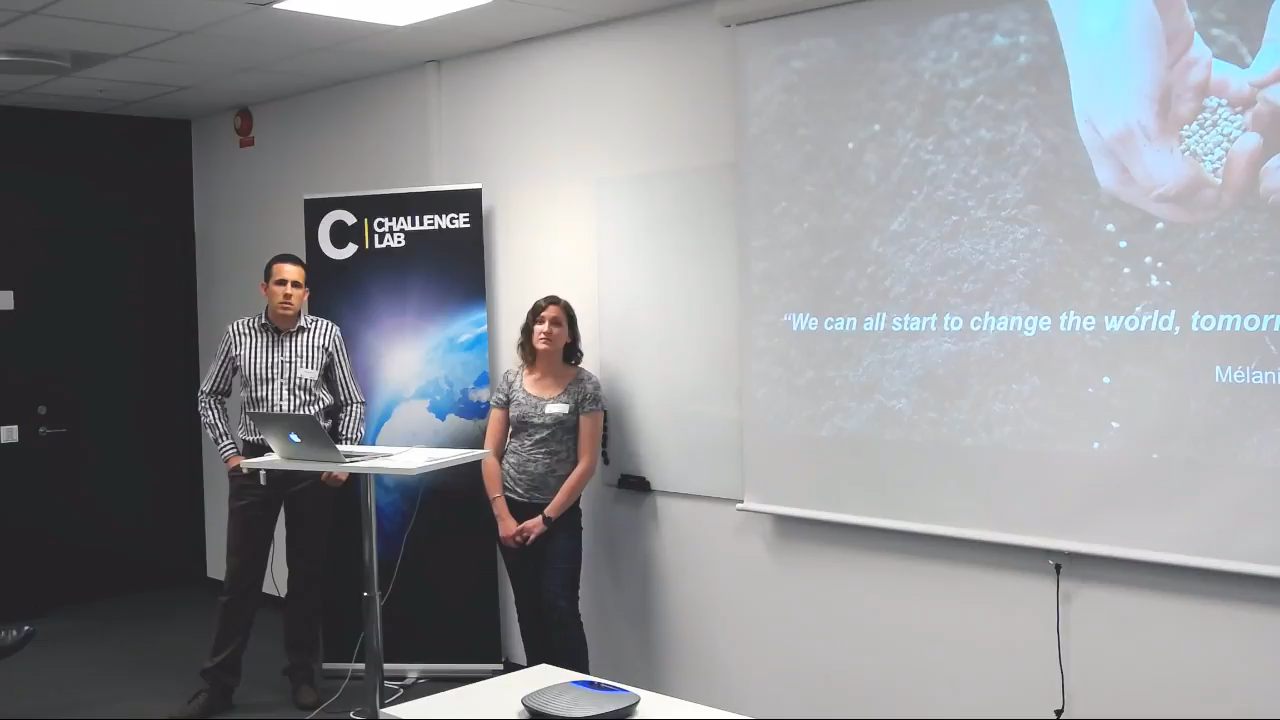 C | CHALLENGE
LAB
“We can all start to change the world, tomorr
Mélani